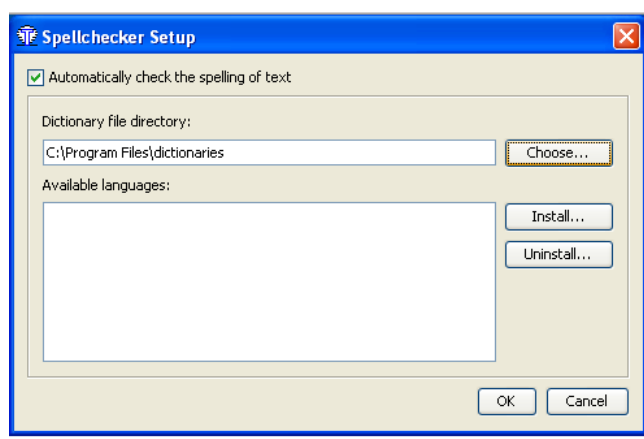 Spellchecker Setup
Automatically check the spelling of text
Dictionary file directory:
C:\Program Files\dictionaries
Choose...
Available languages:
Install...
Uninstall...
OK
Cancel